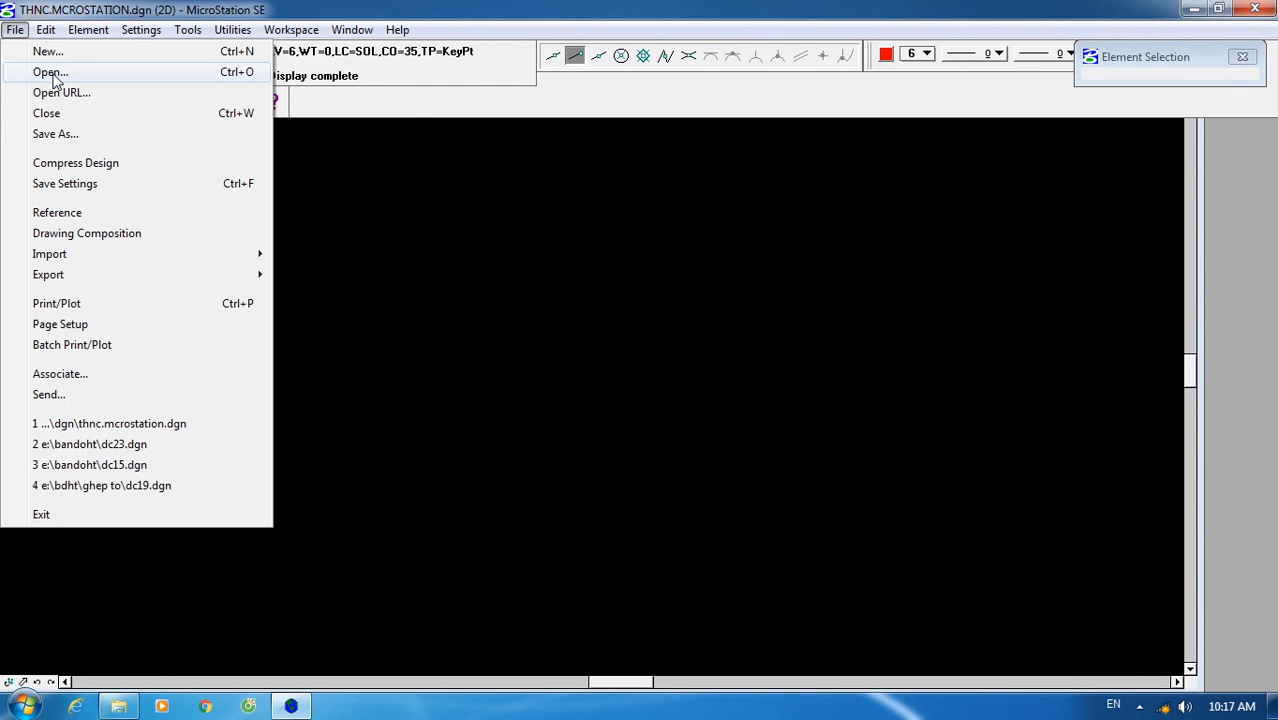 THNC.MCROSTATION.dgn (2D) - MicroStation SE
File Edit Element Settings Tools Utilities Workspace Window Help
New... Ctrl+N
Open... Ctrl+O
Open URL...
Close Ctrl+W
Save As...
Compress Design
Save Settings Ctrl+F
Reference
Drawing Composition
Import
Export
Print/Plot Ctrl+P
Page Setup
Batch Print/Plot
Associate...
Send...
1 ...\dgn\thnc.mcrostation.dgn
2 e:\bandoht\dc23.dgn
3 e:\bandoht\dc15.dgn
4 e:\bdht\ghep to\dc19.dgn
Exit
V=6,WT=0,LC=SOL,CO=35,TP=KeyPt
Display complete
6 0 0
Element Selection
EN
10:17 AM